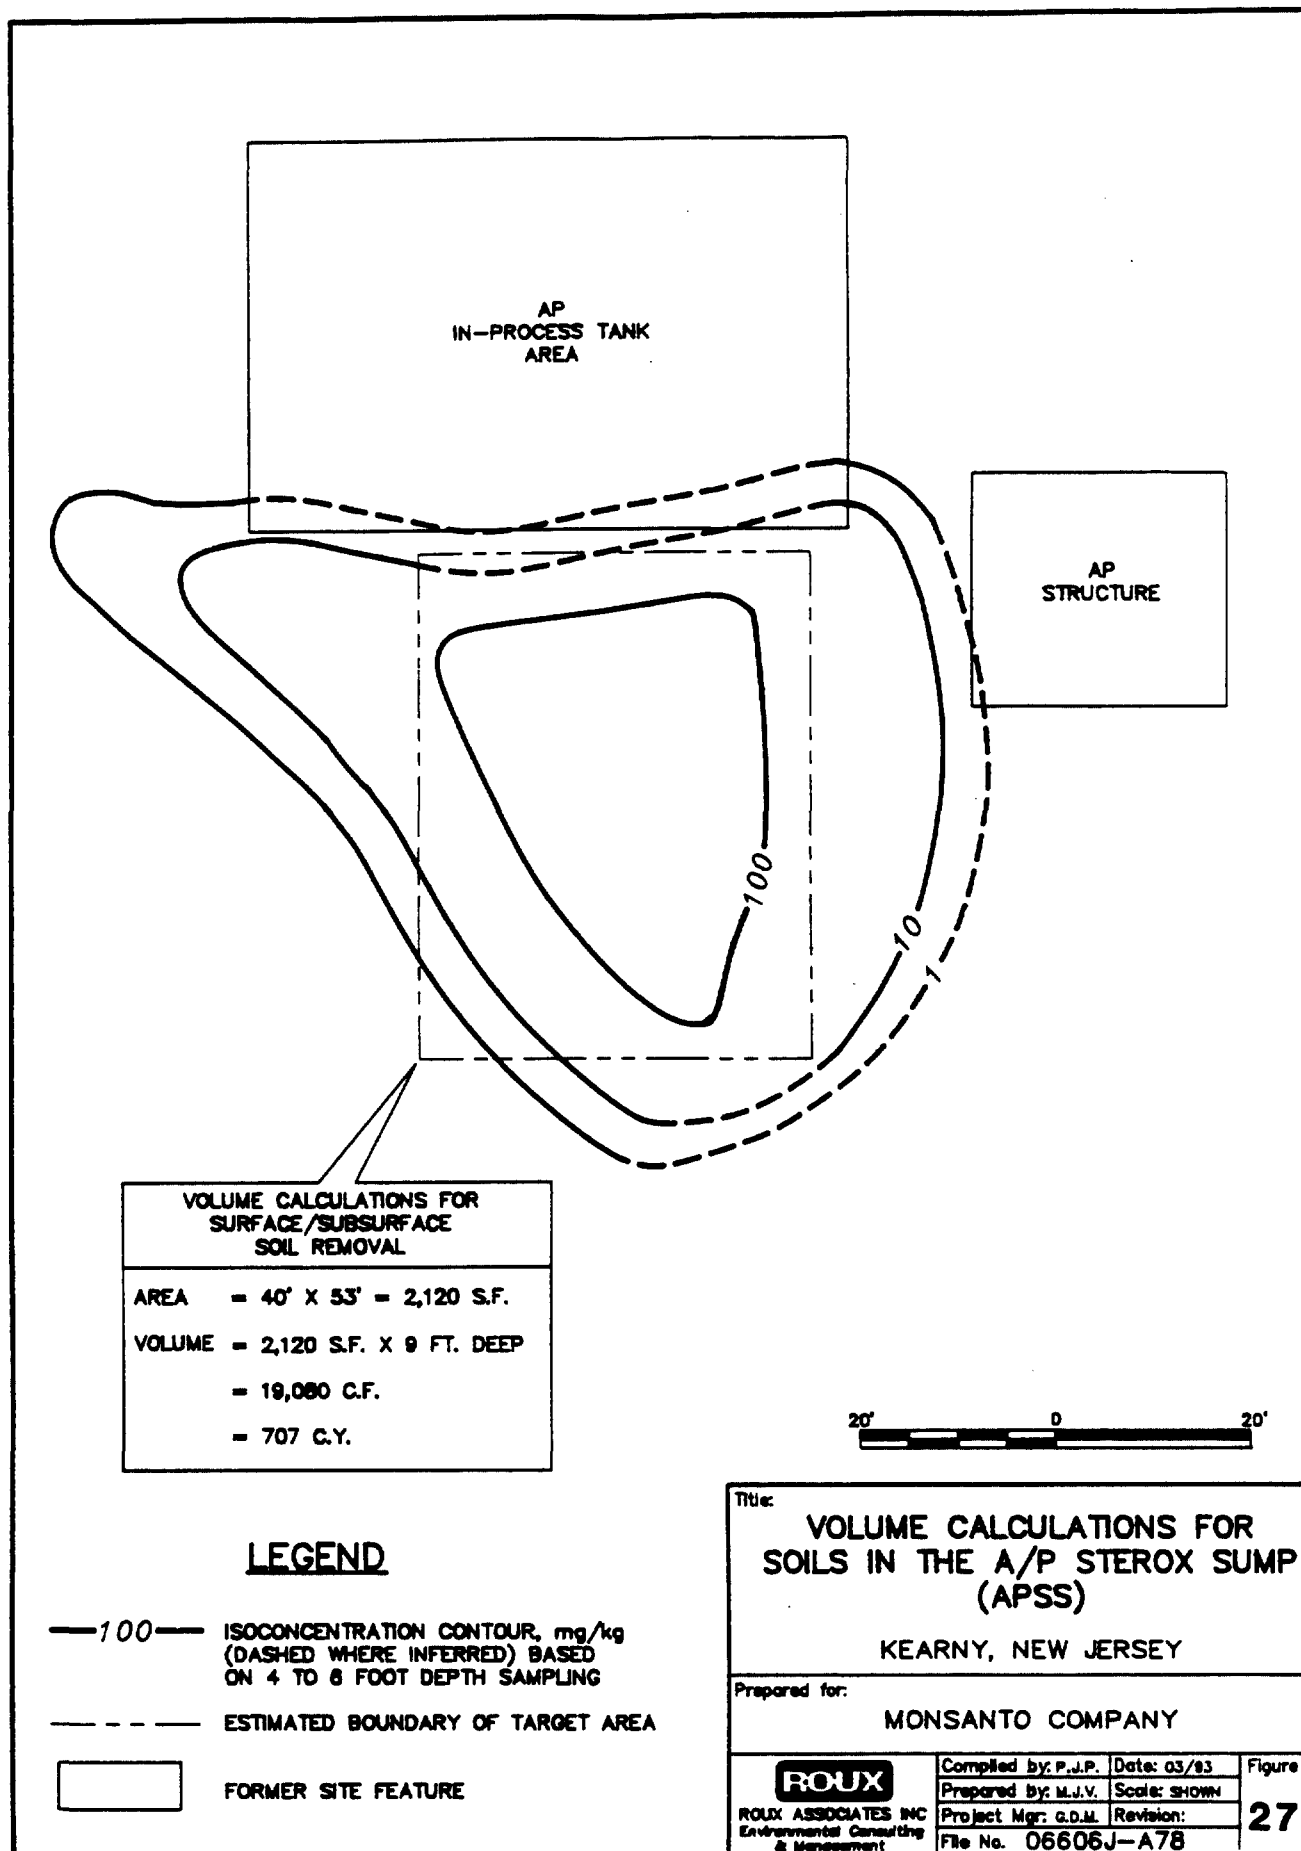 AP
IN-PROCESS TANK
AREA
AP
STRUCTURE
100
10
1
VOLUME CALCULATIONS FOR
SURFACE/SUBSURFACE
SOIL REMOVAL
AREA = 40' X 53' = 2,120 S.F.
VOLUME = 2,120 S.F. X 9 FT. DEEP
= 19,080 C.F.
= 707 C.Y.
20' 0 20'
LEGEND
100 ISOCONCENTRATION CONTOUR, mg/kg
(DASHED WHERE INFERRED) BASED
ON 4 TO 6 FOOT DEPTH SAMPLING
ESTIMATED BOUNDARY OF TARGET AREA
FORMER SITE FEATURE
Title:
VOLUME CALCULATIONS FOR
SOILS IN THE A/P STEROX SUMP
(APSS)
KEARNY, NEW JERSEY
Prepared for:
MONSANTO COMPANY
ROUX
ROUX ASSOCIATES INC
Environmental Consulting
& Management
Compiled by: P.J.P. Date: 03/93
Prepared by: M.J.V. Scale: SHOWN
Project Mgr: G.D.M. Revision:
File No. 06606J-A78
Figure
27